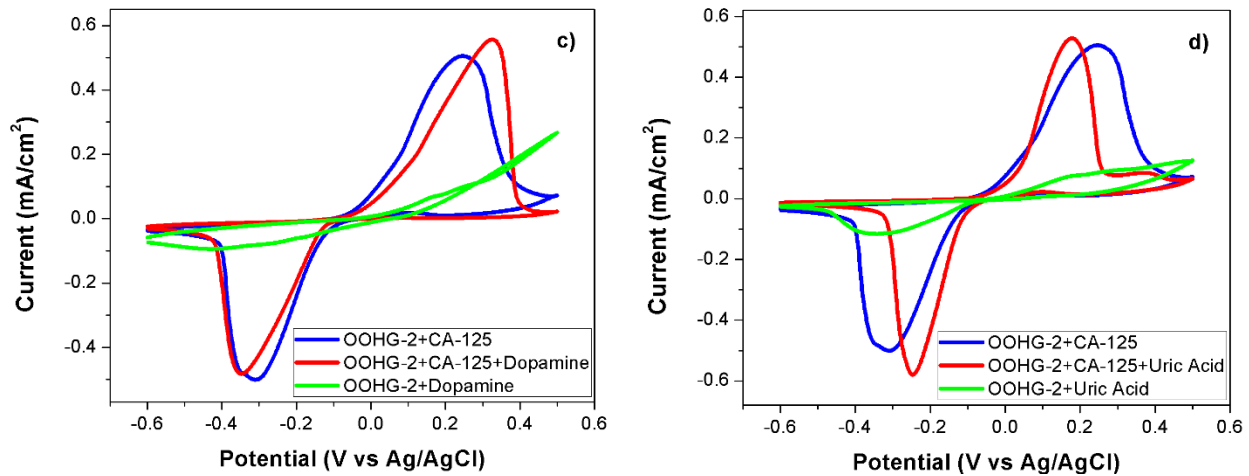 c)
0.6
0.4
0.2
0.0
-0.2
-0.4
Current (mA/cm²)
OOHG-2+CA-125
OOHG-2+CA-125+Dopamine
OOHG-2+Dopamine
-0.6 -0.4 -0.2 0.0 0.2 0.4 0.6
Potential (V vs Ag/AgCl)
d)
0.6
0.4
0.2
0.0
-0.2
-0.4
-0.6
Current (mA/cm²)
OOHG-2+CA-125
OOHG-2+CA-125+Uric Acid
OOHG-2+Uric Acid
-0.6 -0.4 -0.2 0.0 0.2 0.4 0.6
Potential (V vs Ag/AgCl)